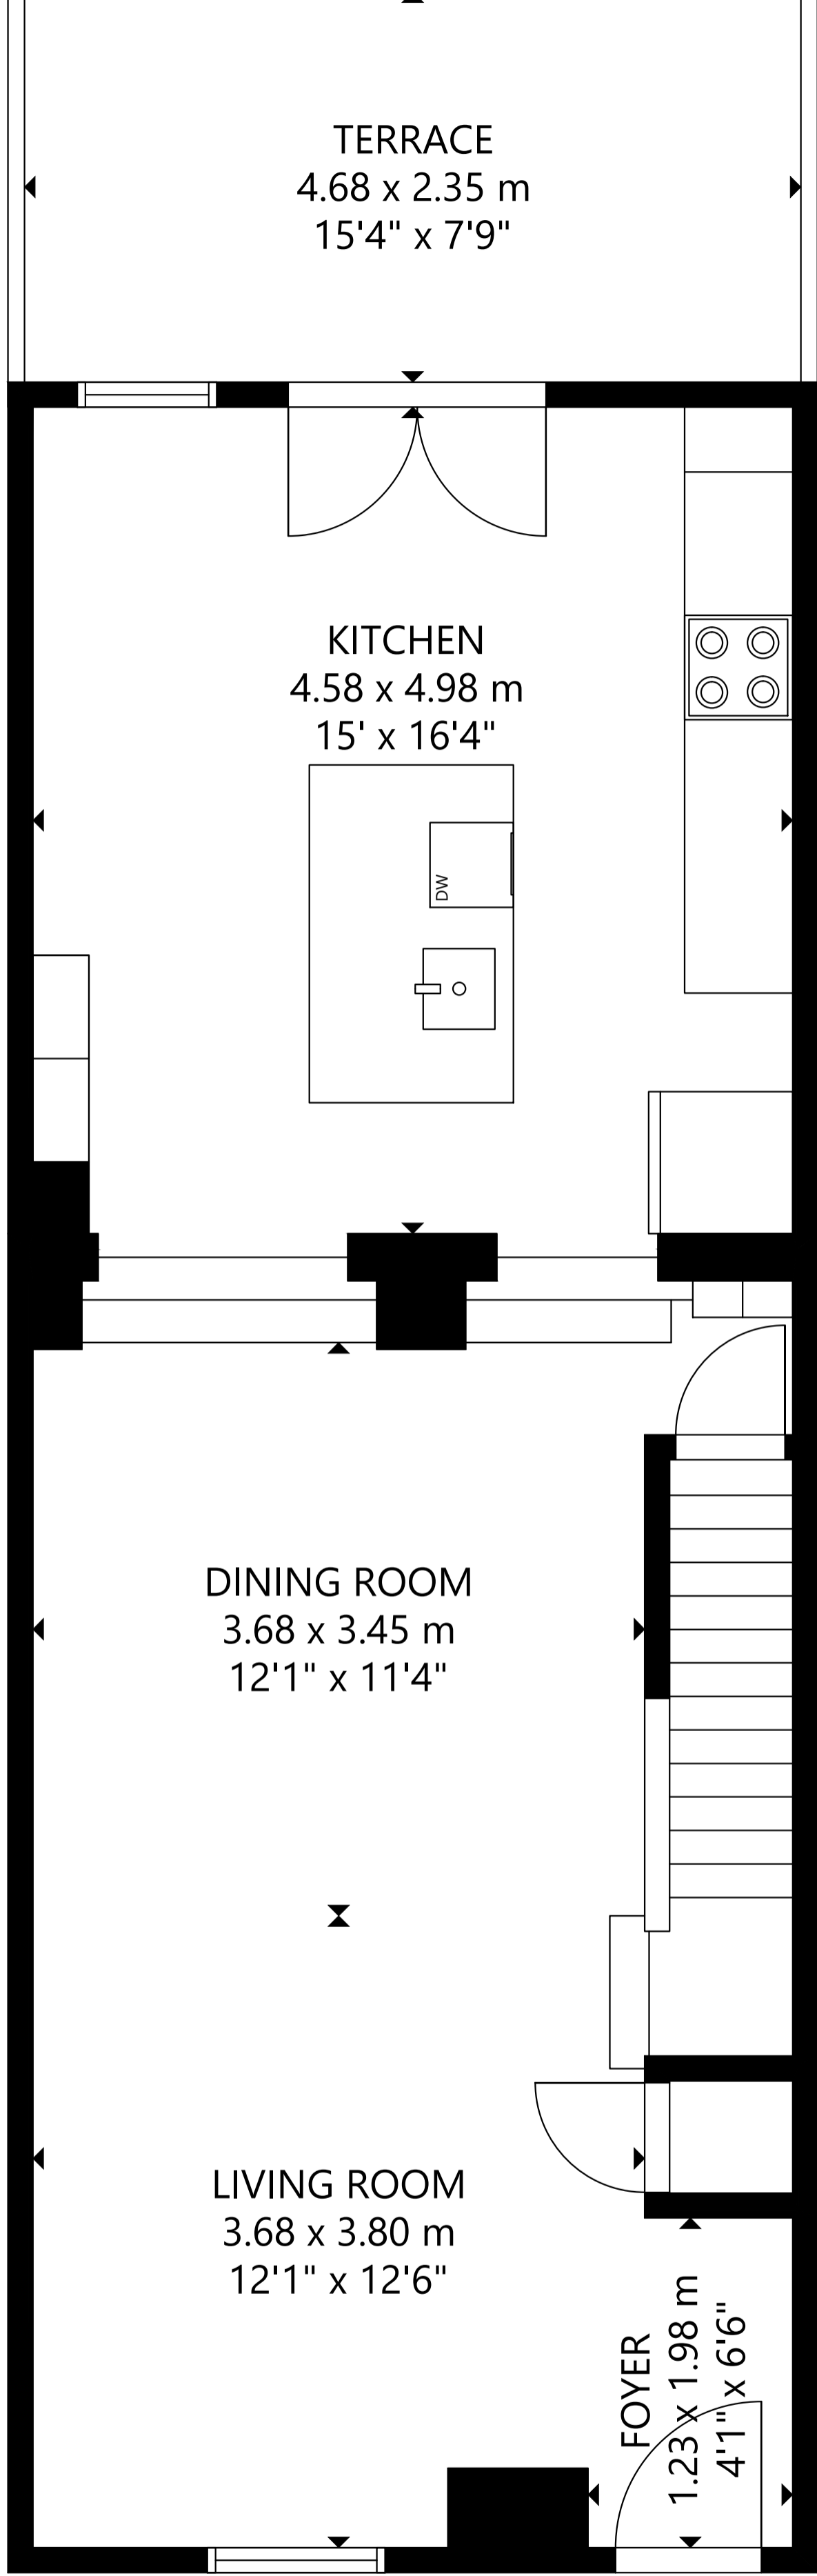 TERRACE
4.68 x 2.35 m
15'4" x 7'9"
KITCHEN
4.58 x 4.98 m
15' x 16'4"
DW
DINING ROOM
3.68 x 3.45 m
12'1" x 11'4"
LIVING ROOM
3.68 x 3.80 m
12'1" x 12'6"
FOYER
1.23 x 1.98 m
4'1" x 6'6"